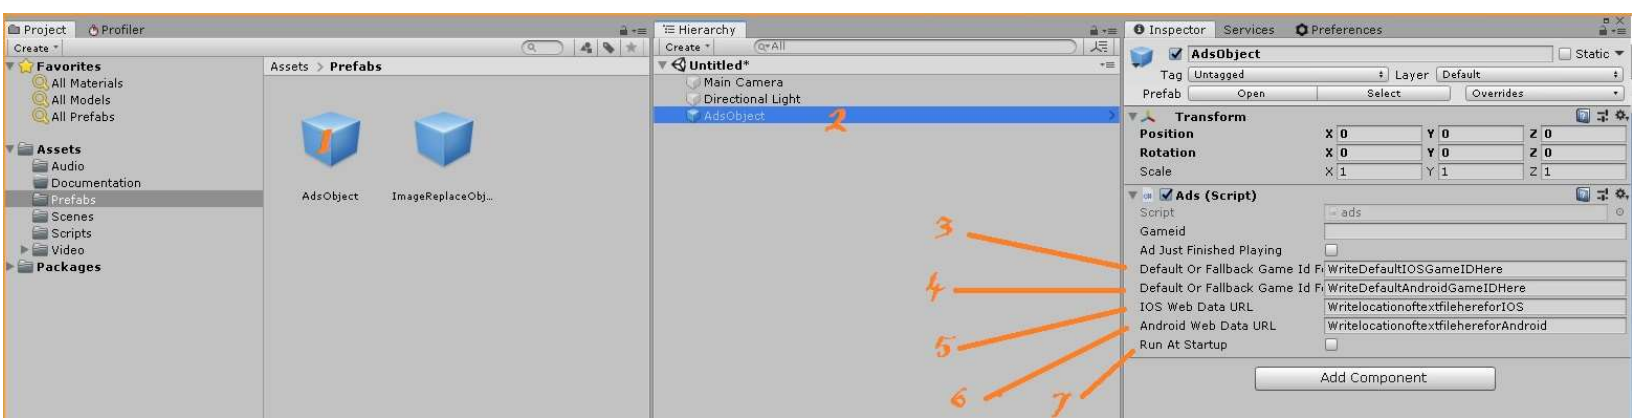 Project
Profiler
Create
Favorites
All Materials
All Models
All Prefabs
Assets
Audio
Documentation
Prefabs
Scenes
Scripts
Video
Packages
Assets > Prefabs
1
AdsObject
ImageReplaceObj...
Hierarchy
Create
All
Untitled*
Main Camera
Directional Light
AdsObject
2
3
4
5
6
7
Inspector
Services
Preferences
AdsObject
Static
Tag Untagged
Layer Default
Prefab Open Select Overrides
Transform
Position X 0 Y 0 Z 0
Rotation X 0 Y 0 Z 0
Scale X 1 Y 1 Z 1
Ads (Script)
Script ads
Gameid
Ad Just Finished Playing
Default Or Fallback Game Id F WriteDefaultIOSGameIDHere
Default Or Fallback Game Id F WriteDefaultAndroidGameIDHere
IOS Web Data URL WritelocationoftextfilehereforIOS
Android Web Data URL WritelocationoftextfilehereforAndroid
Run At Startup
Add Component